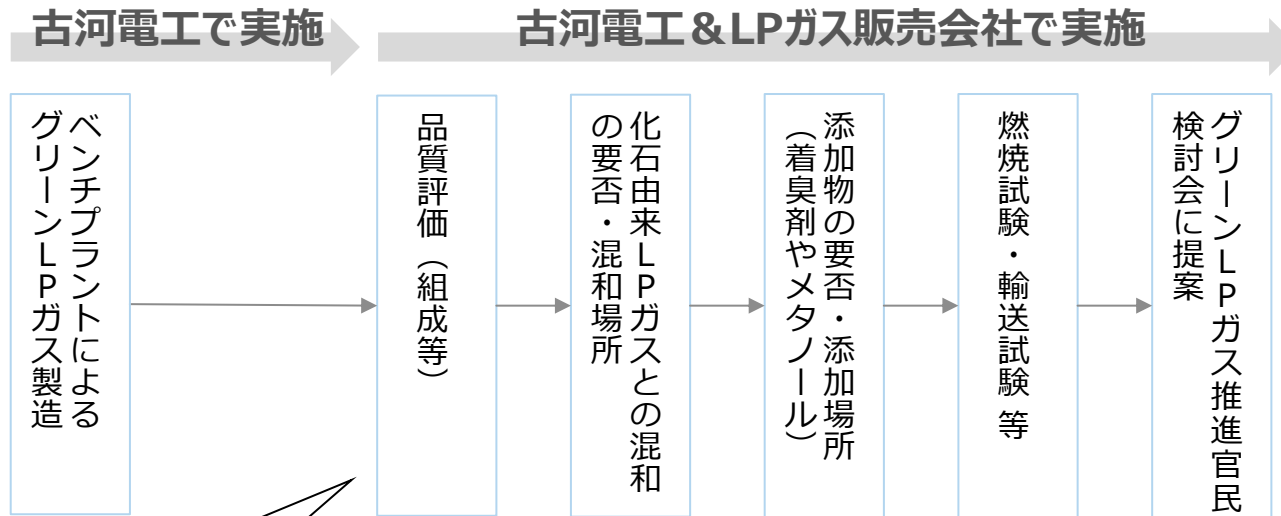 古河電工で実施
古河電工＆LPガス販売会社で実施
ベンチプラントによる
グリーンLPガス製造
品質評価（組成等）
化石由来LPガスとの混和
の要否・混和場所
添加物の要否・添加場所
（着臭剤やメタノール）
燃焼試験・輸送試験 等
グリーンLPガス推進官民
検討会に提案